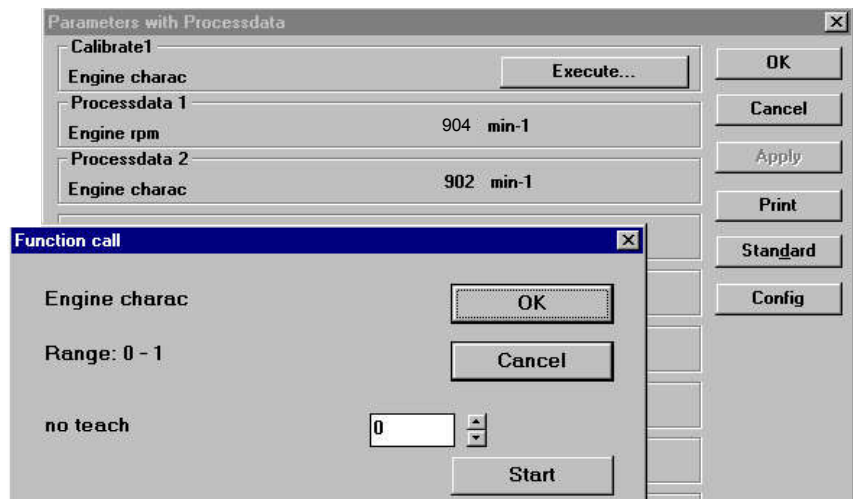 Parameters with Processdata
Calibrate1
Engine charac
Execute...
Processdata 1
Engine rpm
904 min-1
Processdata 2
Engine charac
902 min-1
OK
Cancel
Apply
Print
Standard
Config
Function call
Engine charac
OK
Range: 0 - 1
Cancel
no teach
0
Start